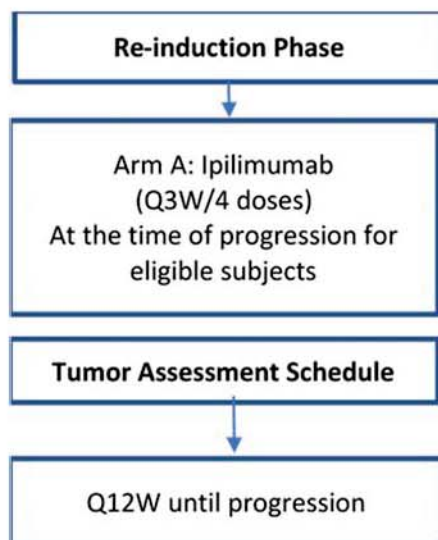 Re-induction Phase
Arm A: Ipilimumab
(Q3W/4 doses)
At the time of progression for
eligible subjects
Tumor Assessment Schedule
Q12W until progression